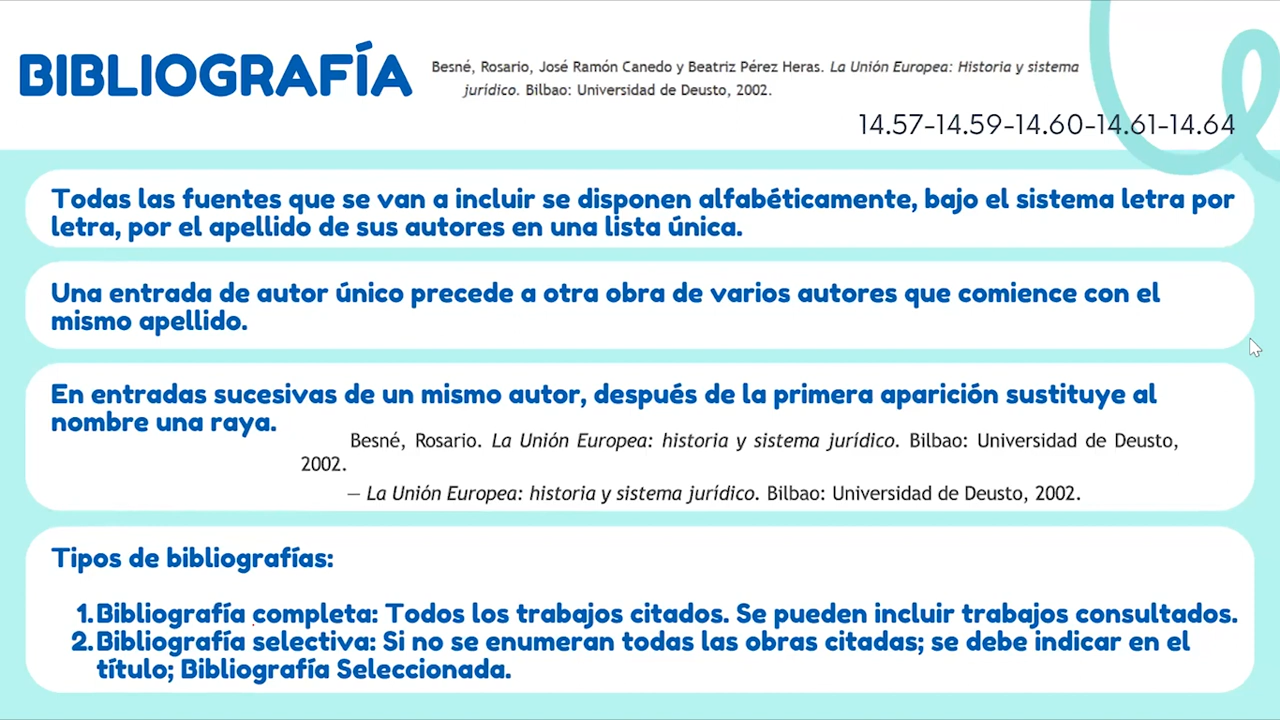 BIBLIOGRAFÍA
Besné, Rosario, José Ramón Canedo y Beatriz Pérez Heras. La Unión Europea: Historia y sistema
jurídico. Bilbao: Universidad de Deusto, 2002.
14.57-14.59-14.60-14.61-14.64
Todas las fuentes que se van a incluir se disponen alfabéticamente, bajo el sistema letra por
letra, por el apellido de sus autores en una lista única.
Una entrada de autor único precede a otra obra de varios autores que comience con el
mismo apellido.
En entradas sucesivas de un mismo autor, después de la primera aparición sustituye al
nombre una raya.
Besné, Rosario. La Unión Europea: historia y sistema jurídico. Bilbao: Universidad de Deusto,
2002.
— La Unión Europea: historia y sistema jurídico. Bilbao: Universidad de Deusto, 2002.
Tipos de bibliografías:
1. Bibliografía completa: Todos los trabajos citados. Se pueden incluir trabajos consultados.
2. Bibliografía selectiva: Si no se enumeran todas las obras citadas; se debe indicar en el
título; Bibliografía Seleccionada.